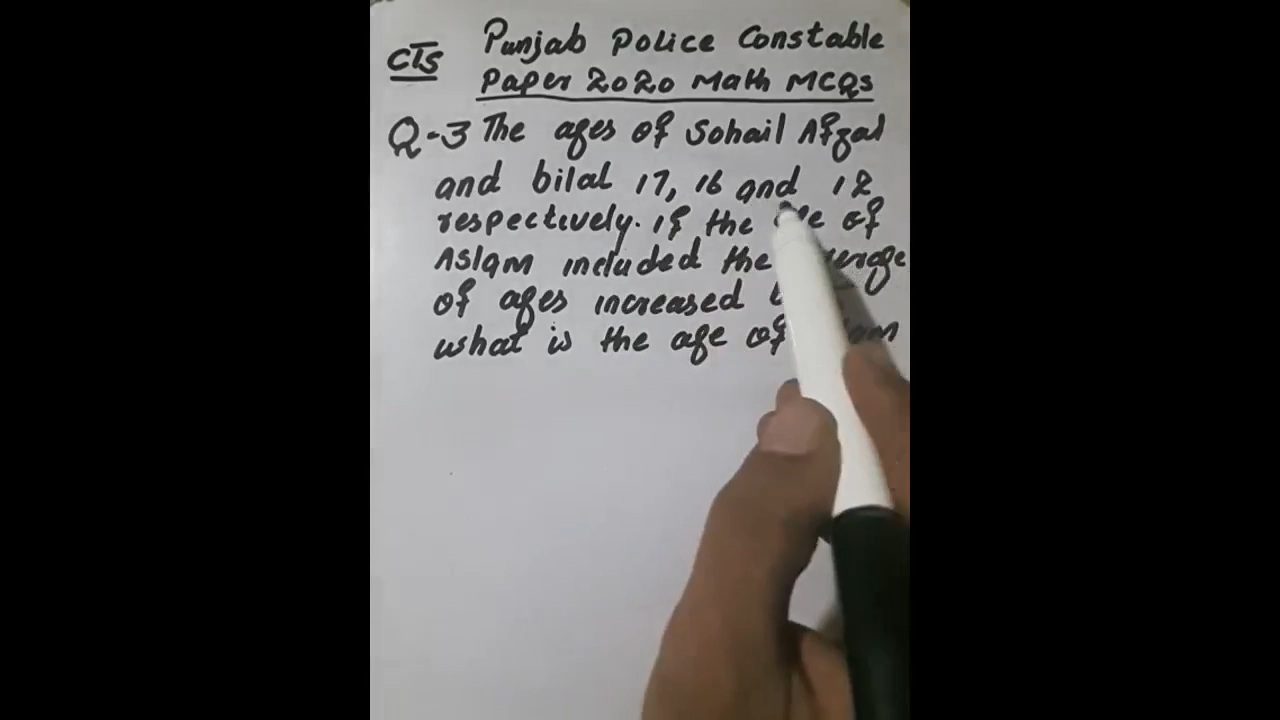 CTS Punjab Police Constable
Paper 2020 Math MCQs
Q-3 The ages of Sohail Afzal
and bilal 17, 16 and 12
respectively. If the of
Aslam included the
of ages increased
what is the age of